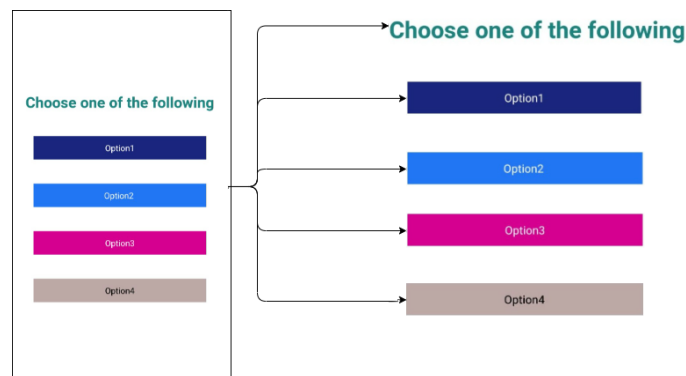 Choose one of the following
Option1
Option2
Option3
Option4
Choose one of the following
Option1
Option2
Option3
Option4